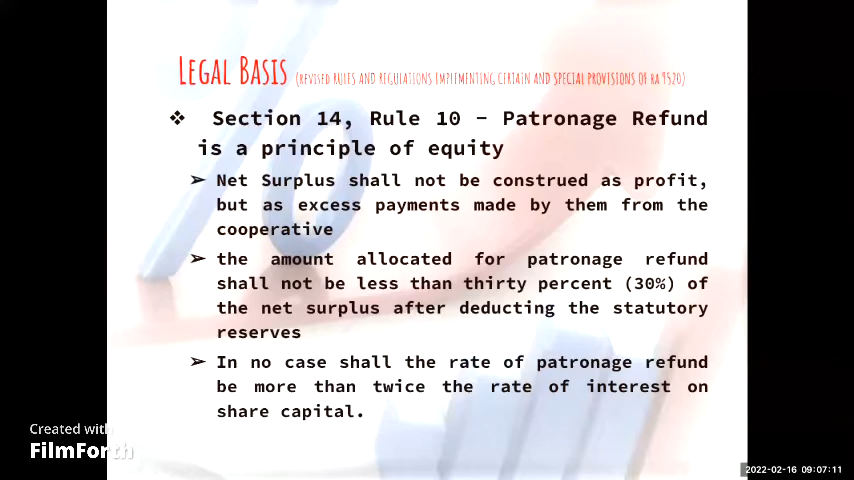 Legal Basis (Revised Rules and Regulations Implementing Certain and Special Provisions of RA 9520)
❖ Section 14, Rule 10 - Patronage Refund
is a principle of equity
➢ Net Surplus shall not be construed as profit,
but as excess payments made by them from the
cooperative
➢ the amount allocated for patronage refund
shall not be less than thirty percent (30%) of
the net surplus after deducting the statutory
reserves
➢ In no case shall the rate of patronage refund
be more than twice the rate of interest on
share capital.
Created with
FilmForth
2022-02-16 09:07:11